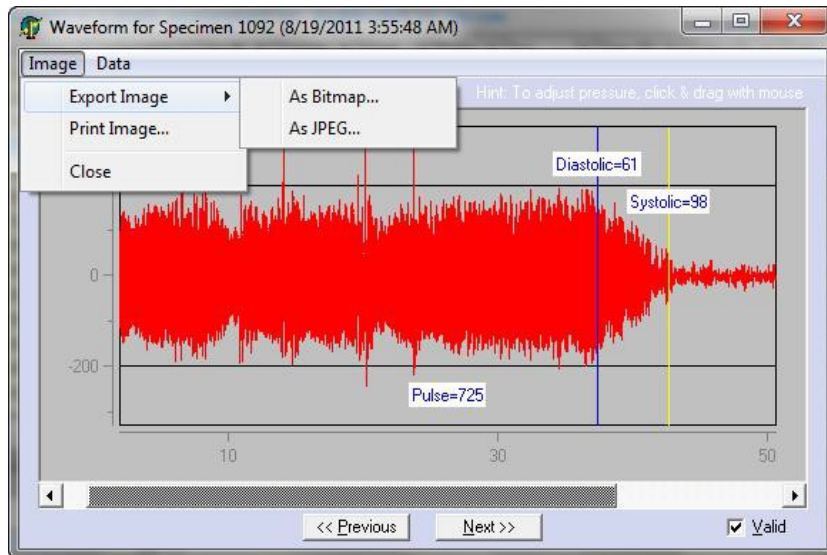 Waveform for Specimen 1092 (8/19/2011 3:55:48 AM)
Image Data
Export Image
As Bitmap...
Print Image...
As JPEG...
Close
Hint: To adjust pressure, click & drag with mouse
Diastolic=61
Systolic=98
0
-200
Pulse=725
10 30 50
<< Previous Next >> Valid